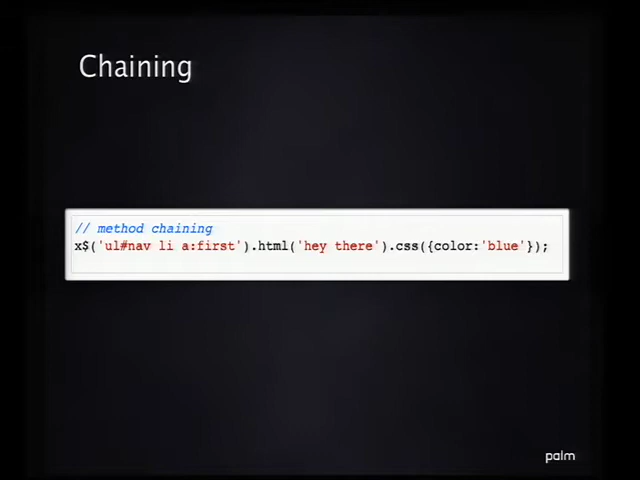 Chaining
// method chaining
x$('ul#nav li a:first').html('hey there').css({color:'blue'});
palm